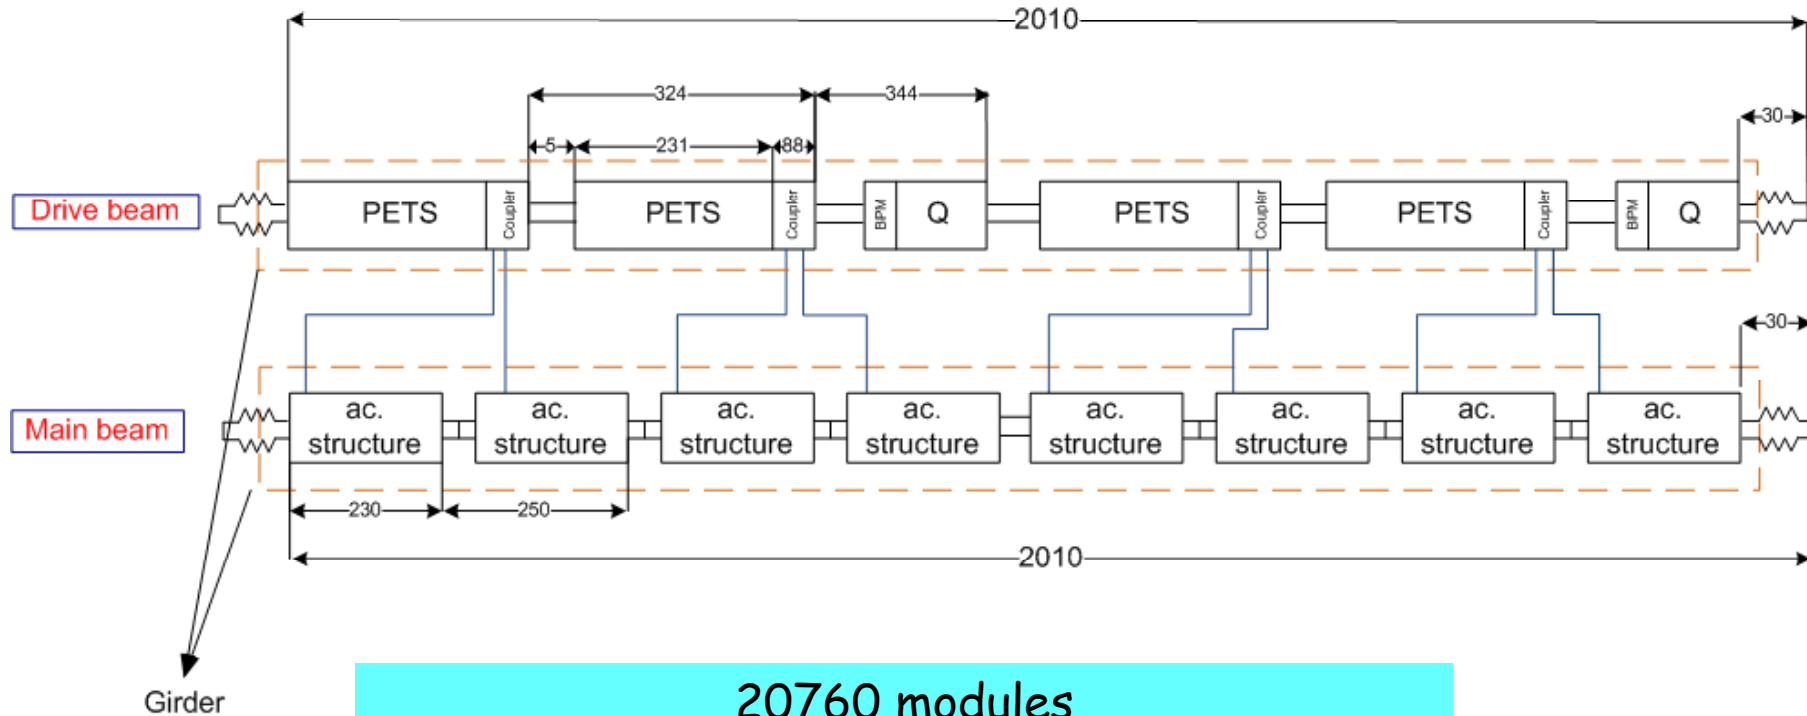 2010
324
344
30
5
231
88
Drive beam
PETS
Coupler
PETS
Coupler
BPM
Q
PETS
Coupler
PETS
Coupler
BPM
Q
30
Main beam
ac.
structure
ac.
structure
ac.
structure
ac.
structure
ac.
structure
ac.
structure
ac.
structure
ac.
structure
230
250
2010
Girder
20760 modules